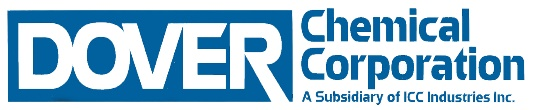 DOVER
Chemical
Corporation
A Subsidiary of ICC Industries Inc.